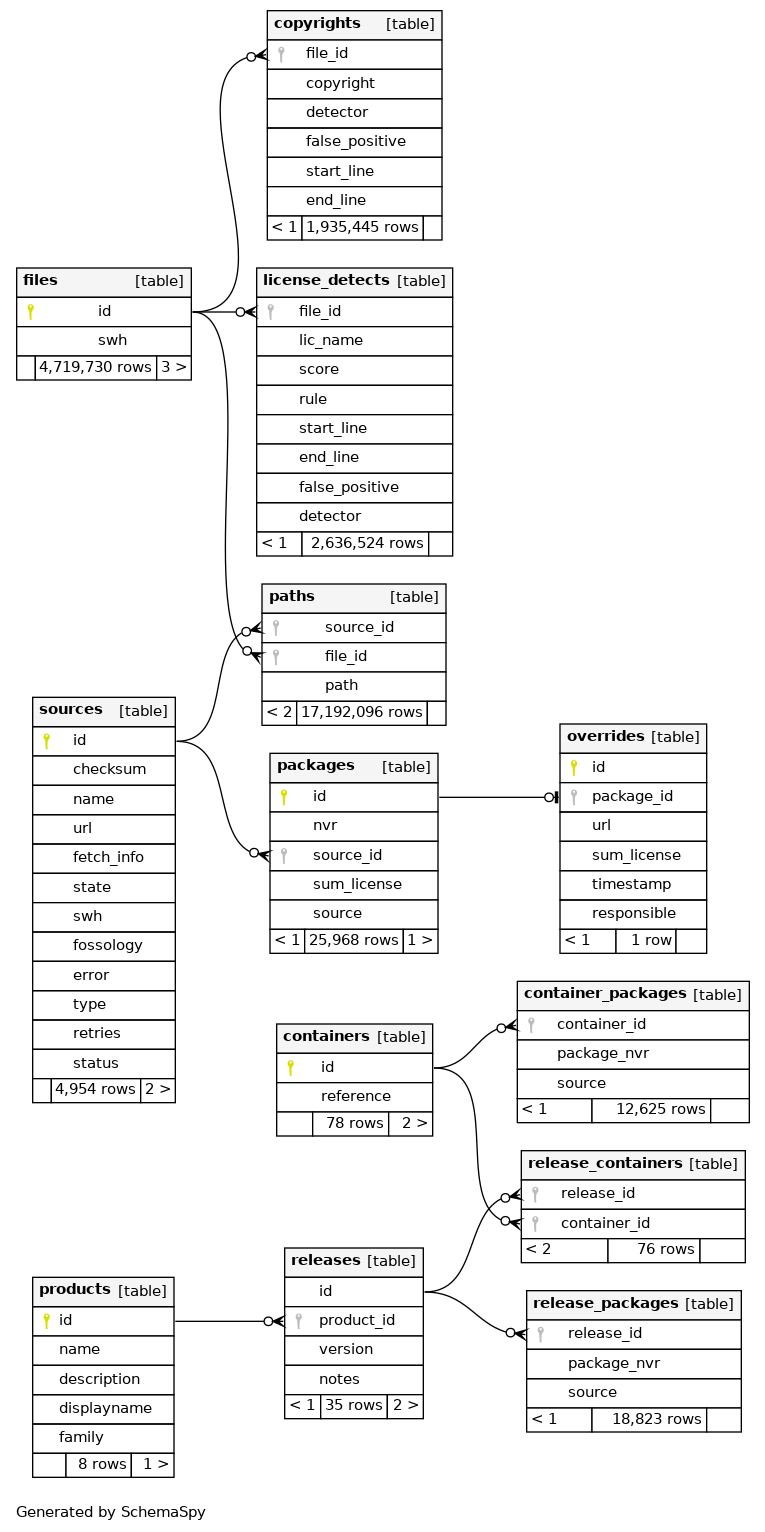 copyrights [table]
file_id
copyright
detector
false_positive
start_line
end_line
< 1 1,935,445 rows
files [table]
id
swh
4,719,730 rows 3 >
license_detects [table]
file_id
lic_name
score
rule
start_line
end_line
false_positive
detector
< 1 2,636,524 rows
paths [table]
source_id
file_id
path
< 2 17,192,096 rows
sources [table]
id
checksum
name
url
fetch_info
state
swh
fossology
error
type
retries
status
4,954 rows 2 >
packages [table]
id
nvr
source_id
sum_license
source
< 1 25,968 rows 1 >
overrides [table]
id
package_id
url
sum_license
timestamp
responsible
< 1 1 row
containers [table]
id
reference
78 rows 2 >
container_packages [table]
container_id
package_nvr
source
< 1 12,625 rows
release_containers [table]
release_id
container_id
< 2 76 rows
products [table]
id
name
description
displayname
family
8 rows 1 >
releases [table]
id
product_id
version
notes
< 1 35 rows 2 >
release_packages [table]
release_id
package_nvr
source
< 1 18,823 rows
Generated by SchemaSpy